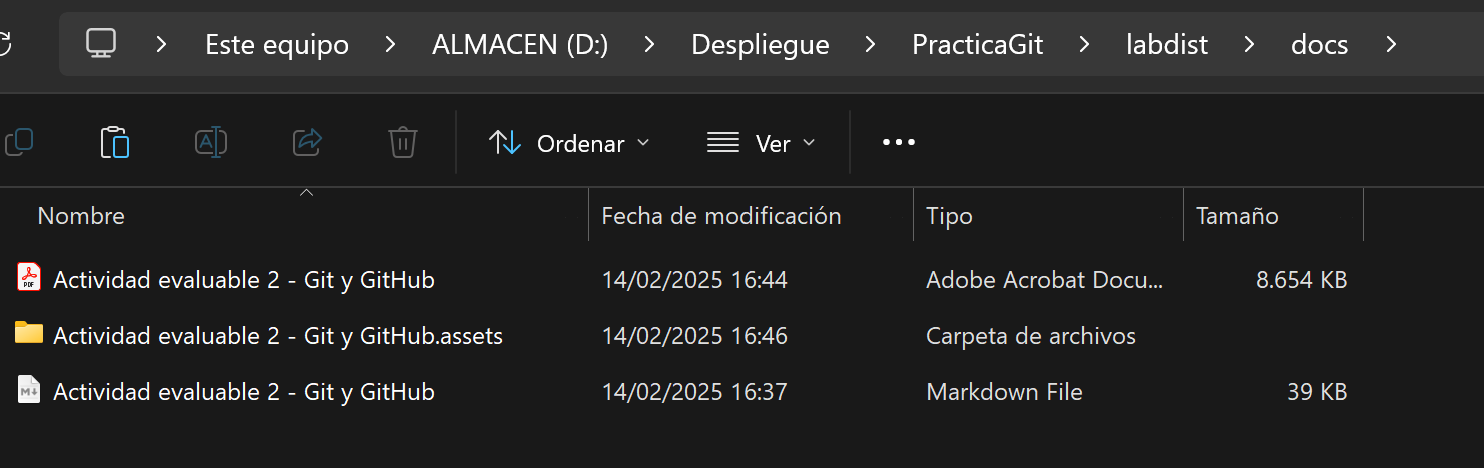 Este equipo > ALMACEN (D:) > Despliegue > PracticaGit > labdist > docs >
Ordenar Ver
Nombre Fecha de modificación Tipo Tamaño
PDF Actividad evaluable 2 - Git y GitHub 14/02/2025 16:44 Adobe Acrobat Docu... 8.654 KB
Actividad evaluable 2 - Git y GitHub.assets 14/02/2025 16:46 Carpeta de archivos
M Actividad evaluable 2 - Git y GitHub 14/02/2025 16:37 Markdown File 39 KB